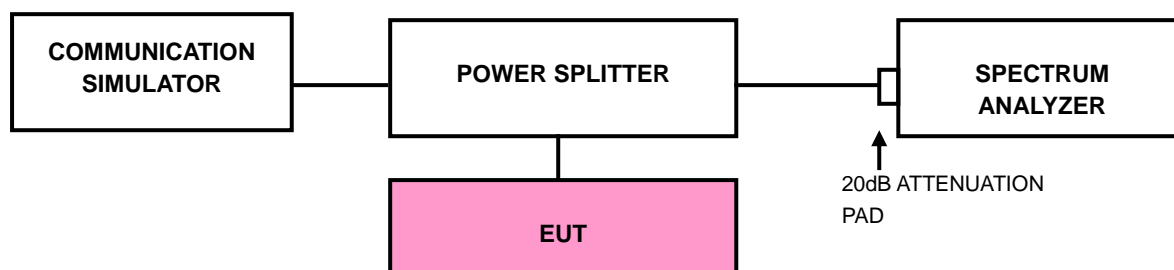 COMMUNICATION
SIMULATOR
POWER SPLITTER
SPECTRUM
ANALYZER
20dB ATTENUATION
PAD
EUT